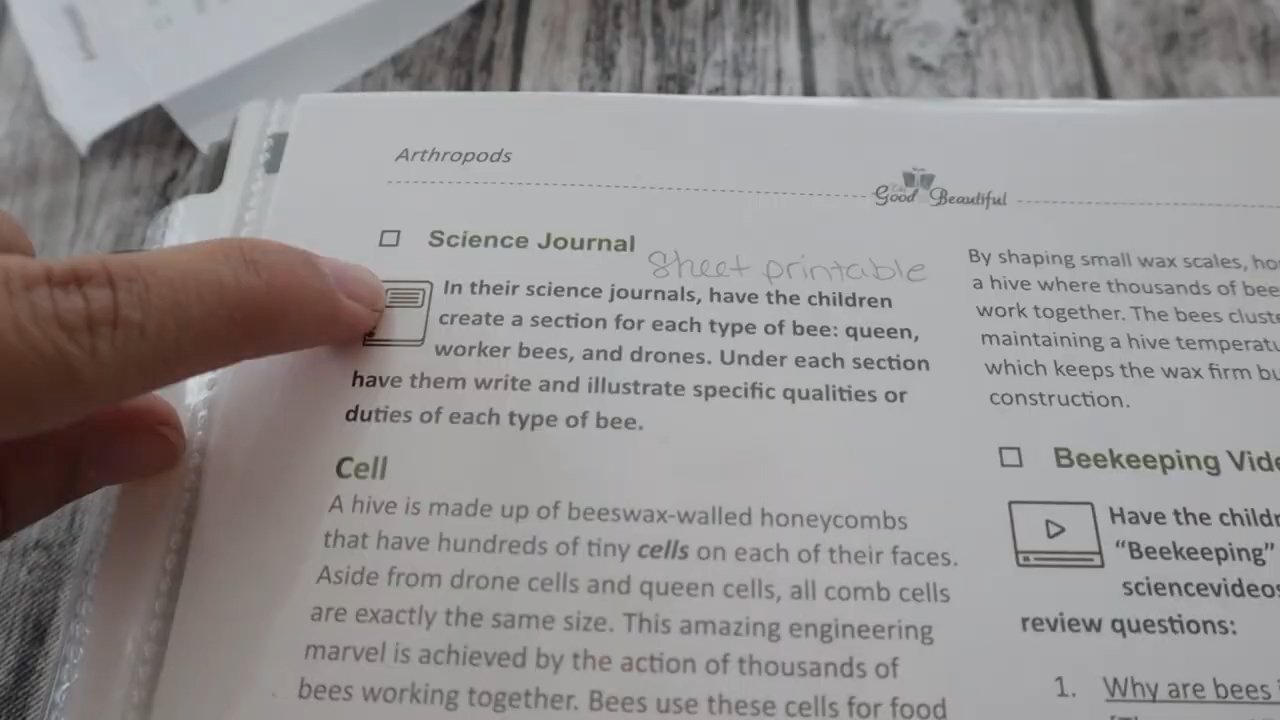 Arthropods
Good Beautiful
Science Journal
Sheet printable
In their science journals, have the children
create a section for each type of bee: queen,
worker bees, and drones. Under each section
have them write and illustrate specific qualities or
duties of each type of bee.
Cell
A hive is made up of beeswax-walled honeycombs
that have hundreds of tiny cells on each of their faces.
Aside from drone cells and queen cells, all comb cells
are exactly the same size. This amazing engineering
marvel is achieved by the action of thousands of
bees working together. Bees use these cells for food
By shaping small wax scales,
a hive where thousands of
work together. The bees
maintaining a hive
which keeps the wax firm
construction.
Beekeeping
Have the
"Beekeeping"
review questions:
1. Why are bees